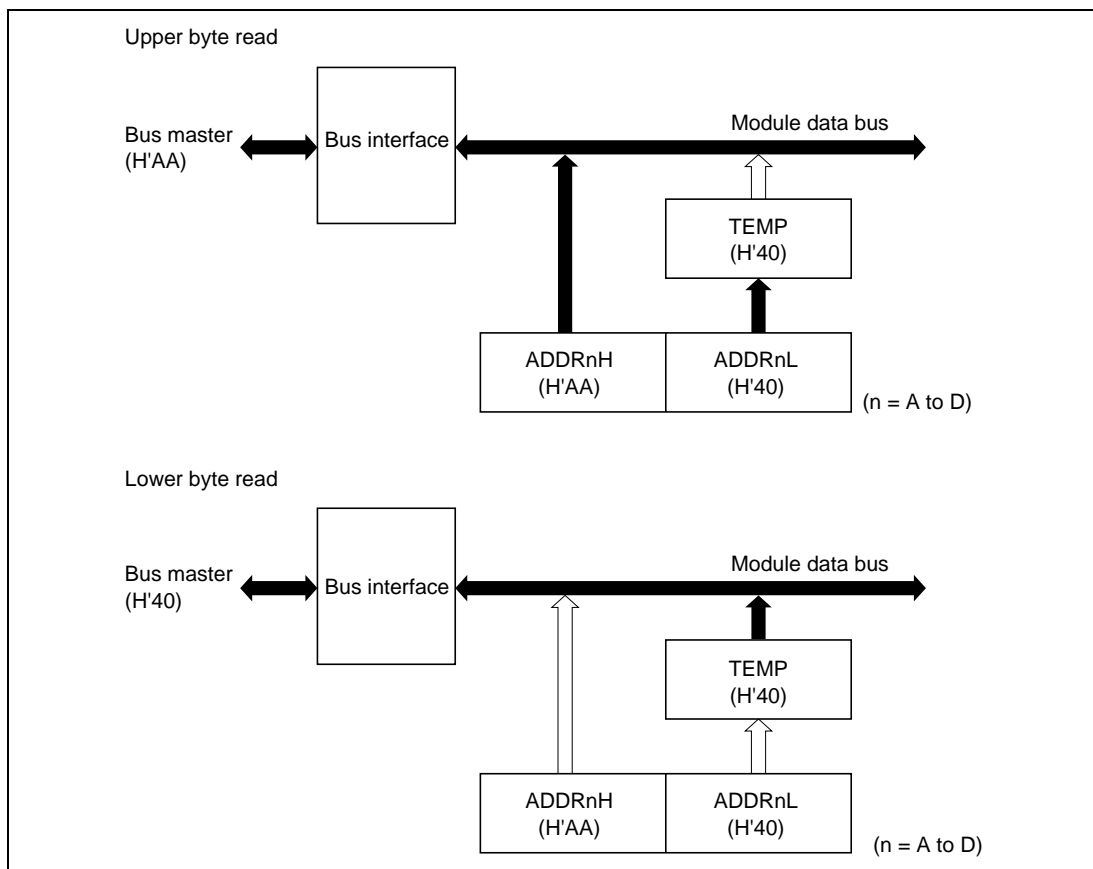 Upper byte read
Bus master
(H'AA)
Bus interface
Module data bus
TEMP
(H'40)
ADDRnH
(H'AA)
ADDRnL
(H'40)
(n = A to D)
Lower byte read
Bus master
(H'40)
Bus interface
Module data bus
TEMP
(H'40)
ADDRnH
(H'AA)
ADDRnL
(H'40)
(n = A to D)